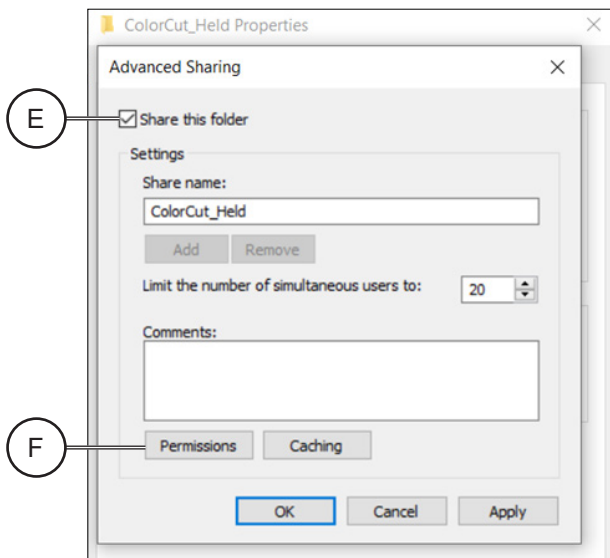 ColorCut_Held Properties
Advanced Sharing
E
Share this folder
Settings
Share name:
ColorCut_Held
Add Remove
Limit the number of simultaneous users to: 20
Comments:
F
Permissions Caching
OK Cancel Apply